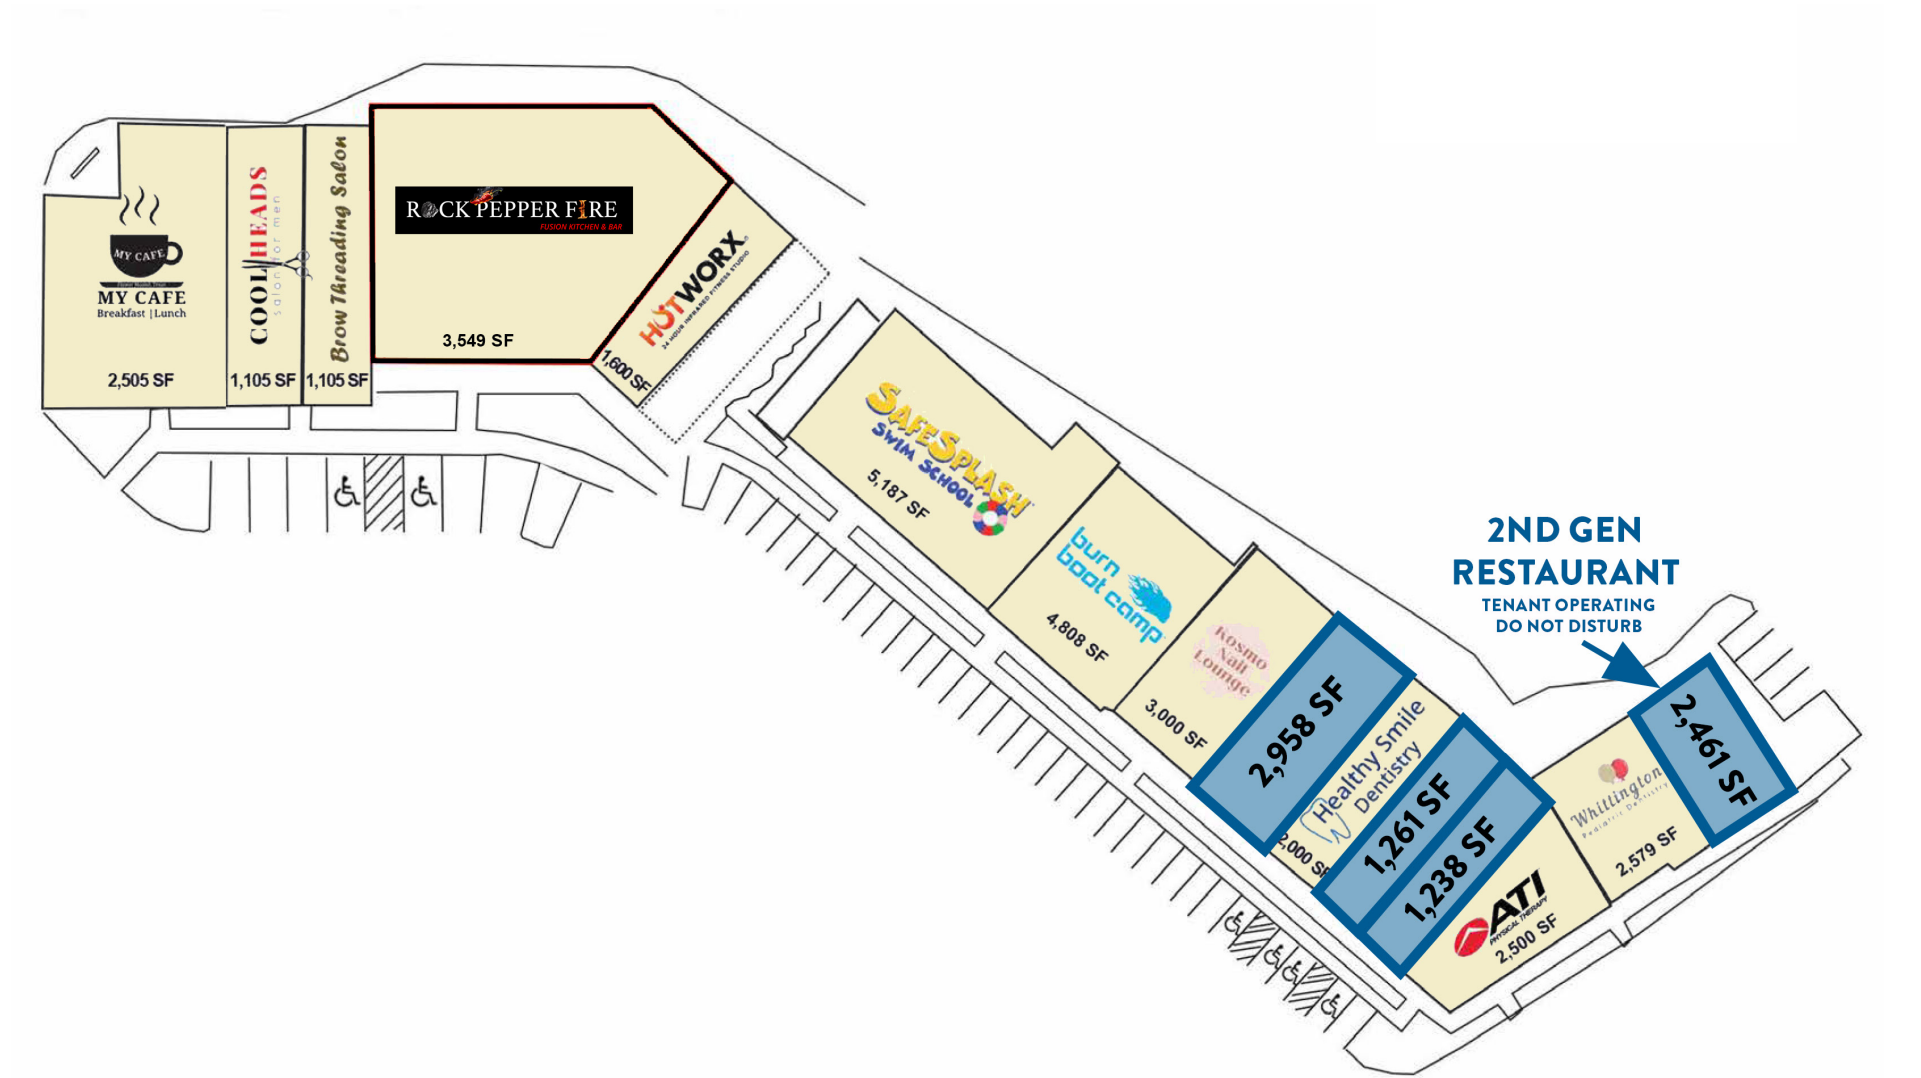 MY CAFE
MY CAFE
Breakfast | Lunch
2,505 SF
COOLHEADS
salon for men
1,105 SF
Brow Threading Salon
1,105 SF
ROCK PEPPER FIRE
FUSION KITCHEN & BAR
3,549 SF
HOTWORX
24 HOUR INFRARED FITNESS STUDIO
1,600 SF
SAFESPLASH
SWIM SCHOOL
5,187 SF
burn
boot camp
4,808 SF
Kosmo
Nail
Lounge
3,000 SF
2,958 SF
Healthy Smile
Dentistry
2,000 SF
1,261 SF
1,238 SF
ATI
PHYSICAL THERAPY
2,500 SF
Whittington
Pediatric Dentistry
2,579 SF
2ND GEN
RESTAURANT
TENANT OPERATING
DO NOT DISTURB
2,461 SF